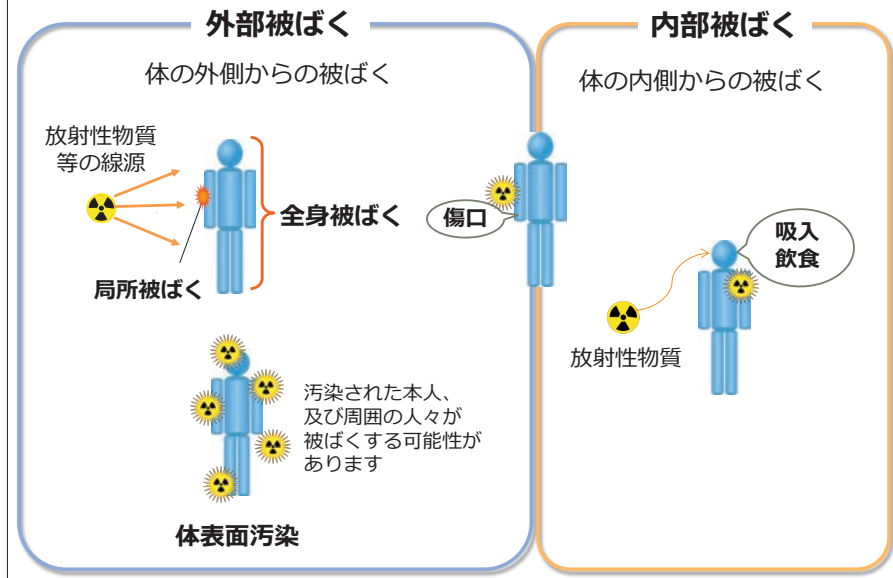 外部被ばく
体の外側からの被ばく
放射性物質
等の線源
全身被ばく
局所被ばく
汚染された本人、
及び周囲の人々が
被ばくする可能性が
あります
体表面汚染
傷口
内部被ばく
体の内側からの被ばく
吸入
飲食
放射性物質